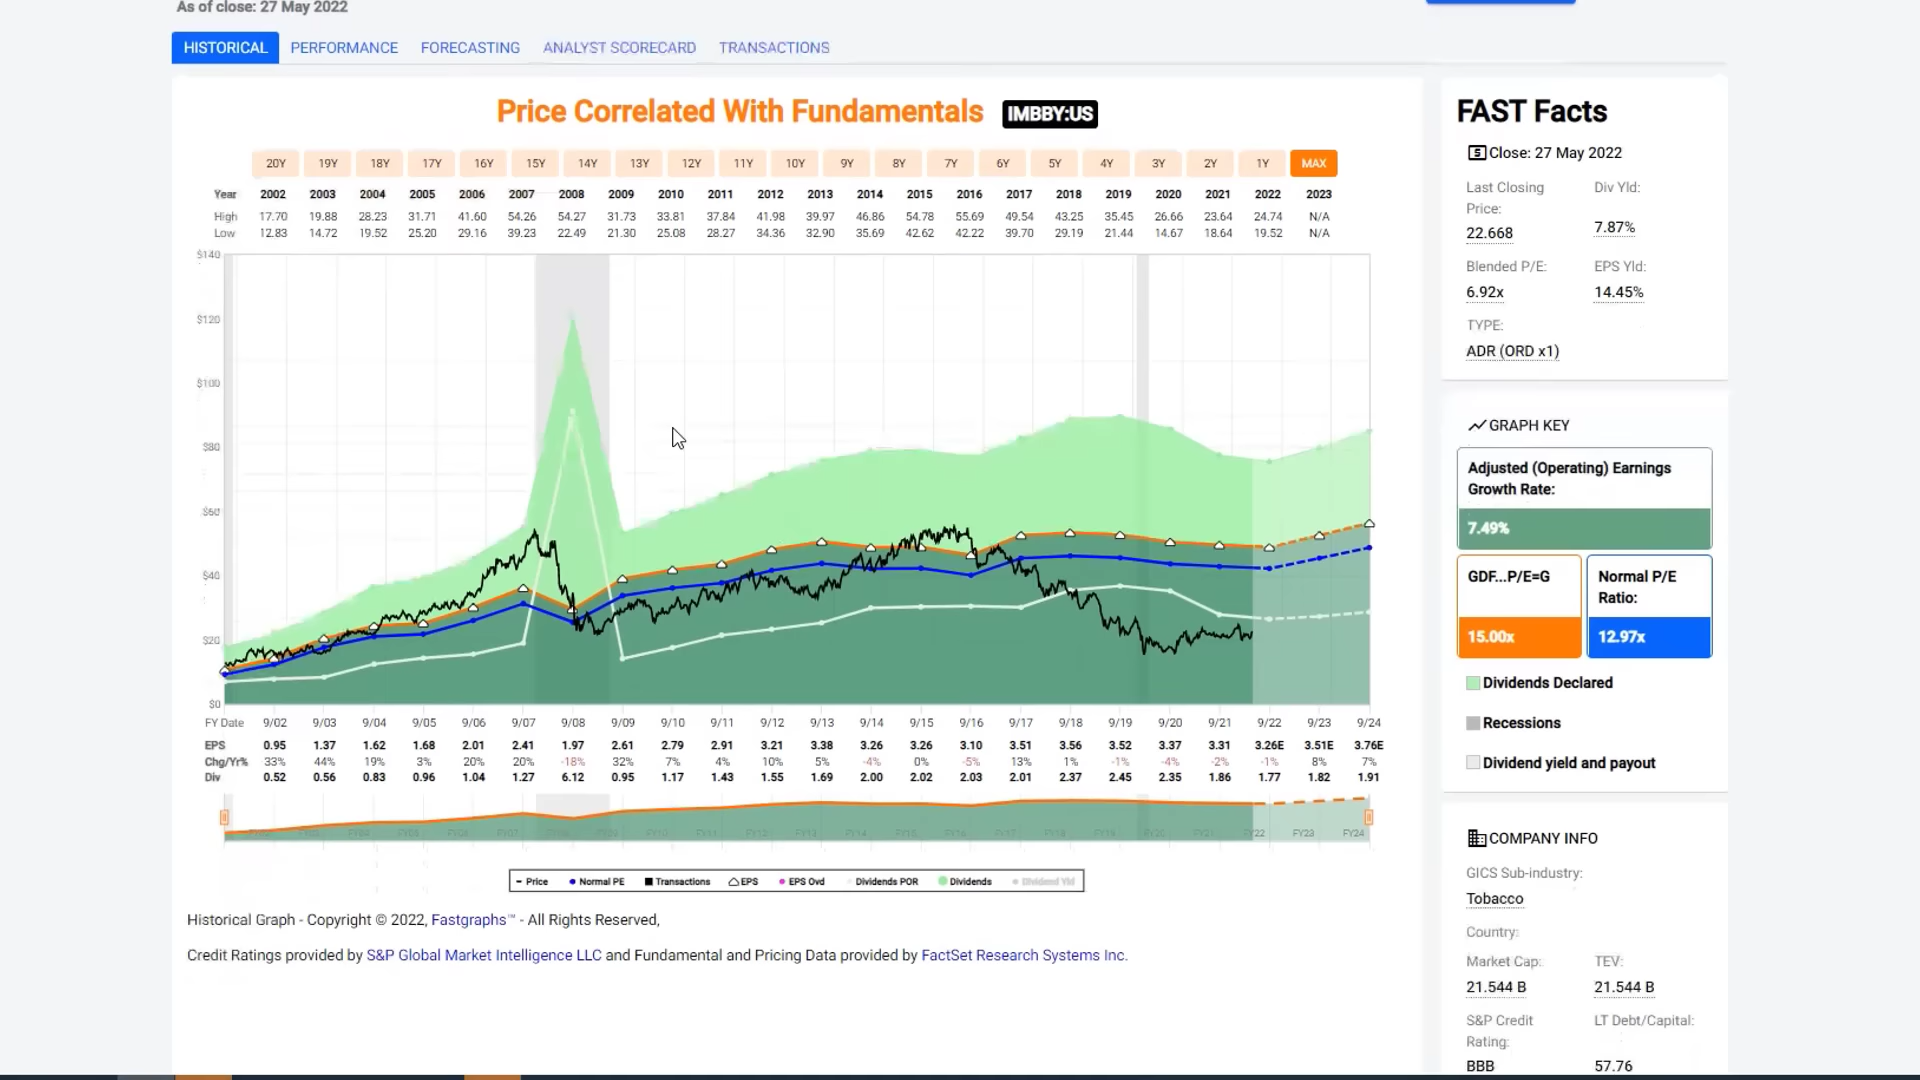 As of close: 27 May 2022
HISTORICAL PERFORMANCE FORECASTING ANALYST SCORECARD TRANSACTIONS
Price Correlated With Fundamentals IMBBY:US
20Y 19Y 18Y 17Y 16Y 15Y 14Y 13Y 12Y 11Y 10Y 9Y 8Y 7Y 6Y 5Y 4Y 3Y 2Y 1Y MAX
Year 2002 2003 2004 2005 2006 2007 2008 2009 2010 2011 2012 2013 2014 2015 2016 2017 2018 2019 2020 2021 2022 2023
High 17.70 19.88 28.23 31.71 41.60 54.26 54.27 31.73 33.81 37.84 41.98 39.97 46.86 54.78 55.69 49.54 43.25 35.45 26.66 23.64 24.74 N/A
Low 12.83 14.72 19.52 25.20 29.16 39.23 22.49 21.30 25.08 28.27 34.36 32.90 35.69 42.62 42.22 39.70 29.19 21.44 14.67 18.64 19.52 N/A
$140
$120
$100
$80
$60
$40
$20
$0
FY Date 9/02 9/03 9/04 9/05 9/06 9/07 9/08 9/09 9/10 9/11 9/12 9/13 9/14 9/15 9/16 9/17 9/18 9/19 9/20 9/21 9/22 9/23 9/24
EPS 0.95 1.37 1.62 1.68 2.01 2.41 1.97 2.61 2.79 2.91 3.21 3.38 3.26 3.26 3.10 3.51 3.56 3.52 3.37 3.31 3.26E 3.51E 3.76E
Chg/Yr% 33% 44% 19% 3% 20% 20% -18% 32% 7% 4% 10% 5% -4% 0% -5% 13% 1% -1% -4% -2% -1% 8% 7%
Div 0.52 0.56 0.83 0.96 1.04 1.27 6.12 0.95 1.17 1.43 1.55 1.69 2.00 2.02 2.03 2.01 2.37 2.45 2.35 1.86 1.77 1.82 1.91
FY02 FY03 FY04 FY05 FY06 FY07 FY08 FY09 FY10 FY11 FY12 FY13 FY14 FY15 FY16 FY17 FY18 FY19 FY20 FY21 FY22 FY23 FY24
Price Normal PE Transactions EPS EPS Ovd Dividends POR Dividends Dividend Yld
Historical Graph - Copyright © 2022, Fastgraphs™ - All Rights Reserved,
Credit Ratings provided by S&P Global Market Intelligence LLC and Fundamental and Pricing Data provided by FactSet Research Systems Inc.
FAST Facts
Close: 27 May 2022
Last Closing Price: Div Yld:
22.668 7.87%
Blended P/E: EPS Yld:
6.92x 14.45%
TYPE:
ADR (ORD x1)
GRAPH KEY
Adjusted (Operating) Earnings
Growth Rate:
7.49%
GDF...P/E=G Normal P/E
Ratio:
15.00x 12.97x
Dividends Declared
Recessions
Dividend yield and payout
COMPANY INFO
GICS Sub-industry:
Tobacco
Country:
Market Cap: TEV:
21.544 B 21.544 B
S&P Credit LT Debt/Capital:
Rating:
BBB 57.76